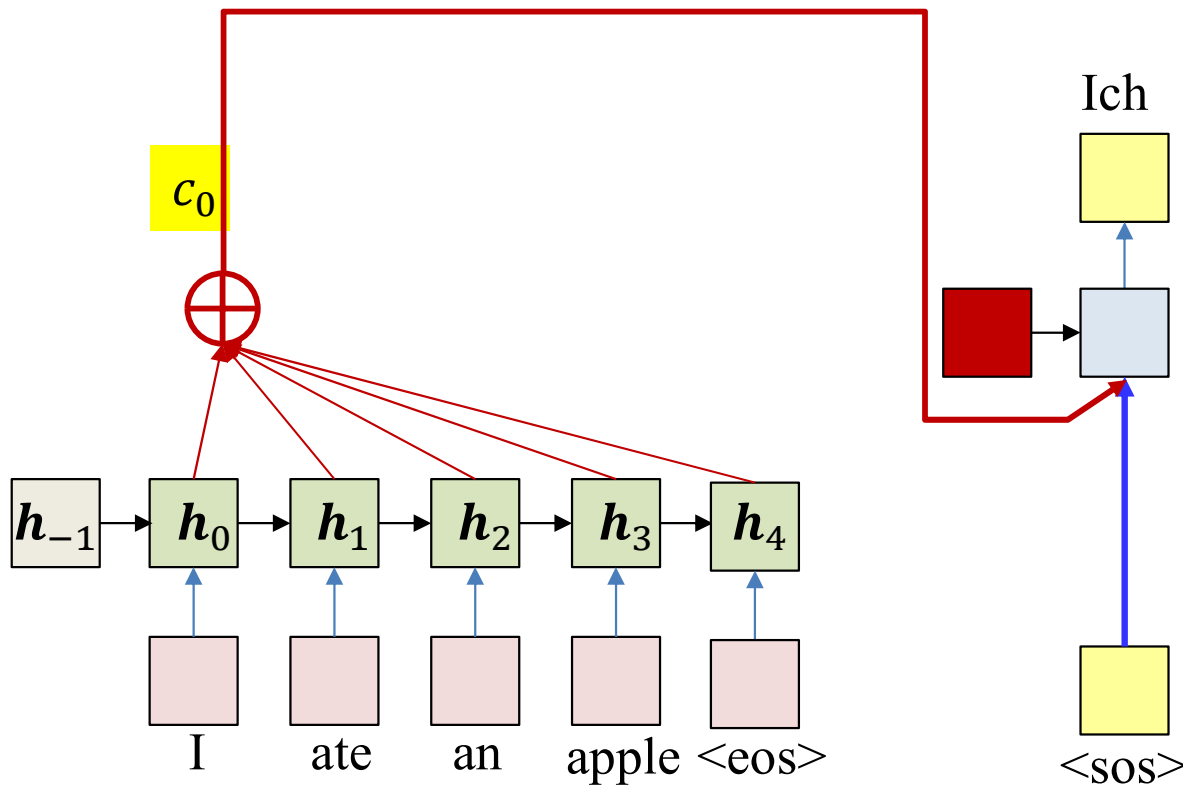 Ich
c₀
h₋₁ h₀ h₁ h₂ h₃ h₄
I ate an apple <eos> <sos>